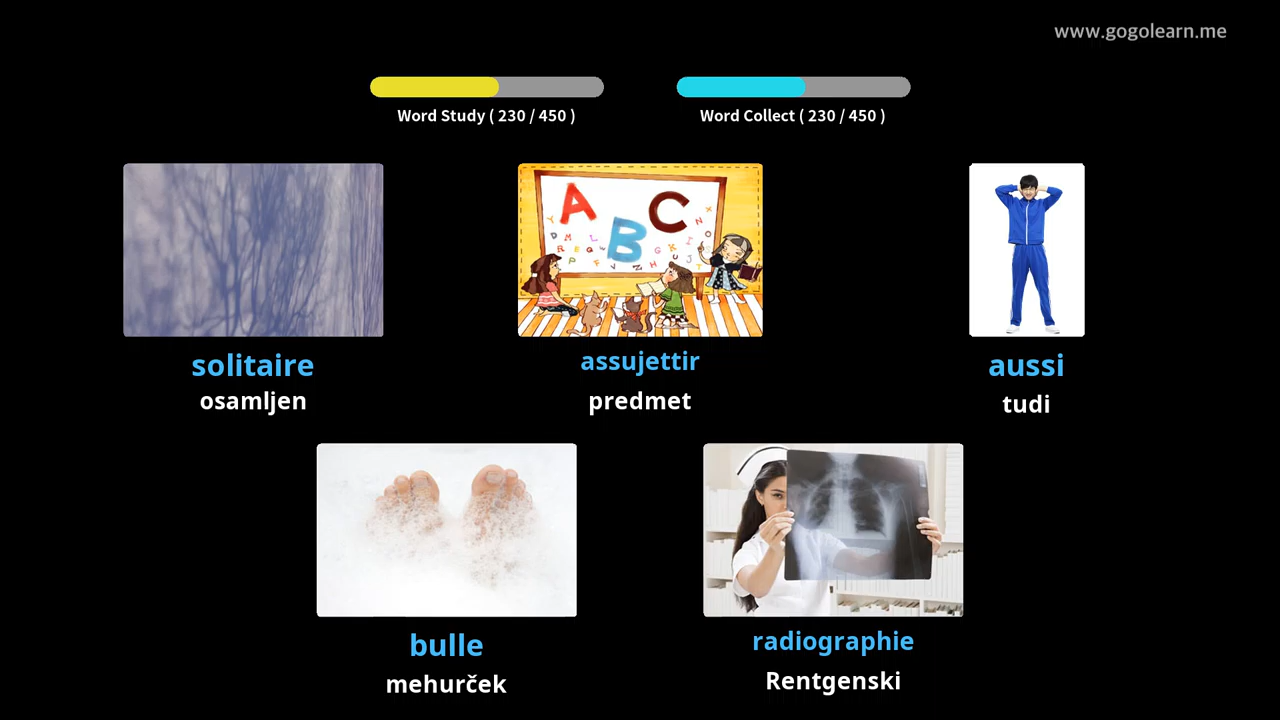 www.gogolearn.me
Word Study ( 230 / 450 )
Word Collect ( 230 / 450 )
A
B
C
solitaire
osamljen
assujettir
predmet
aussi
tudi
bulle
mehurček
radiographie
Rentgenski